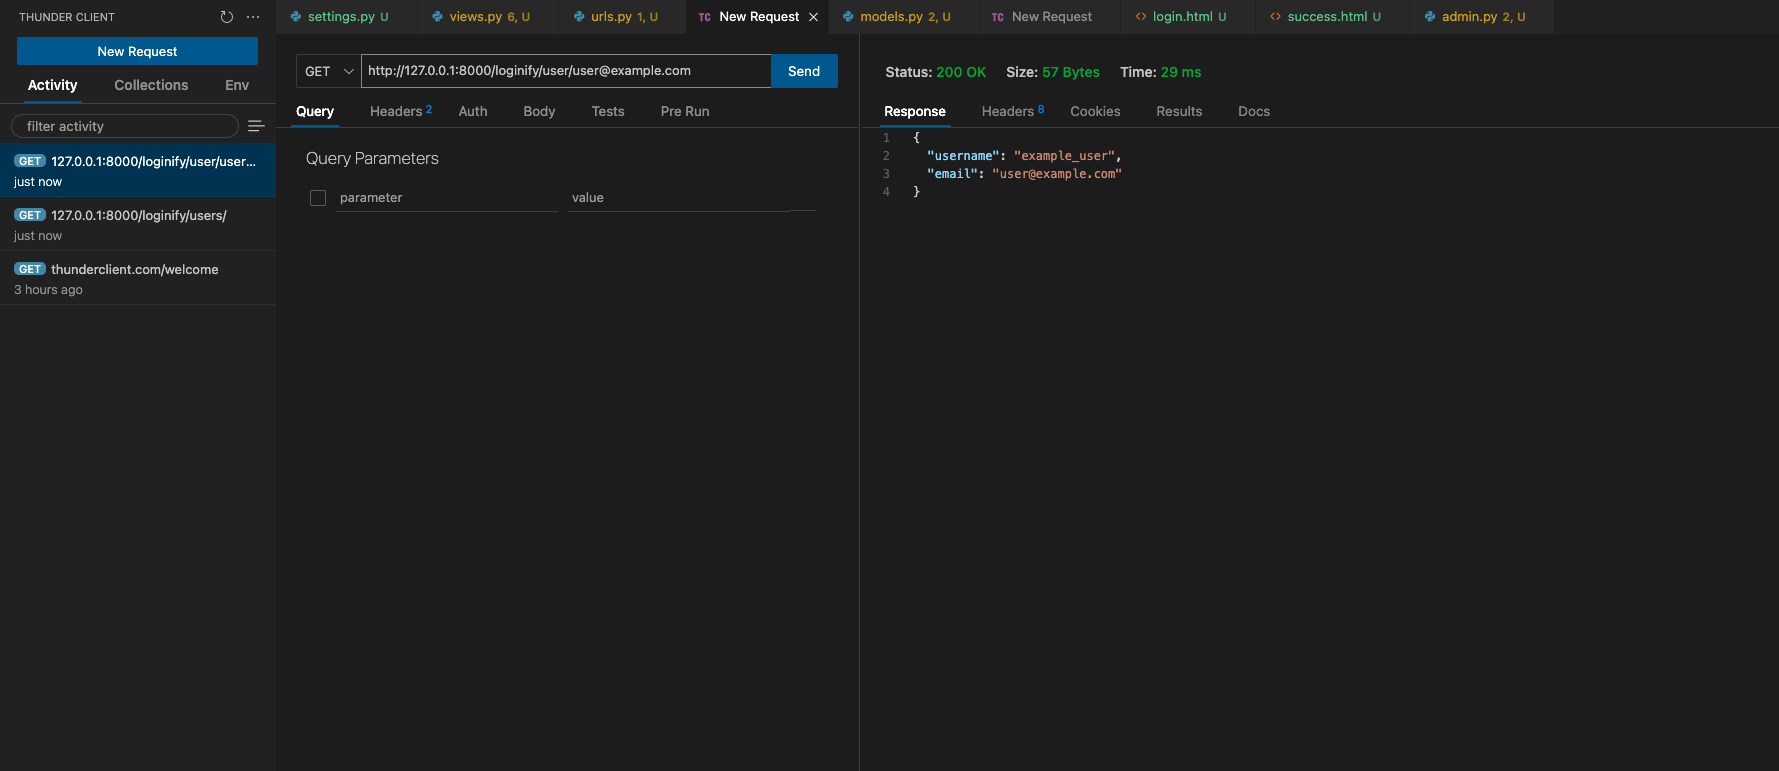 THUNDER CLIENT
New Request
Activity Collections Env
filter activity
GET 127.0.0.1:8000/loginify/user/user...
just now
GET 127.0.0.1:8000/loginify/users/
just now
GET thunderclient.com/welcome
3 hours ago
settings.py U views.py 6, U urls.py 1, U TC New Request models.py 2, U TC New Request login.html U success.html U admin.py 2, U
GET http://127.0.0.1:8000/loginify/user/user@example.com Send
Query Headers 2 Auth Body Tests Pre Run
Query Parameters
parameter value
Status: 200 OK Size: 57 Bytes Time: 29 ms
Response Headers 8 Cookies Results Docs
1 {
2 "username": "example_user",
3 "email": "user@example.com"
4 }